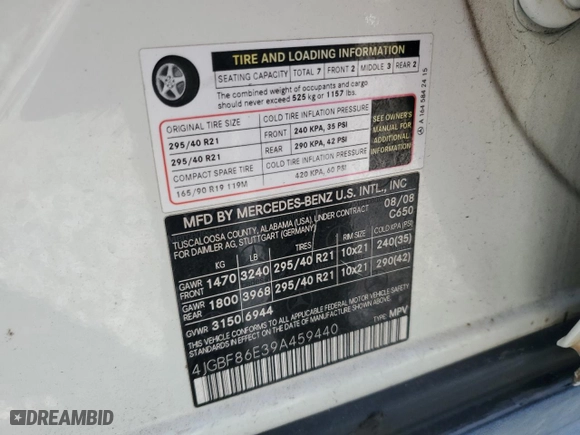 TIRE AND LOADING INFORMATION
SEATING CAPACITY TOTAL 7 FRONT 2 MIDDLE 3 REAR 2
The combined weight of occupants and cargo
should never exceed 525 kg or 1157 lbs.
ORIGINAL TIRE SIZE COLD TIRE INFLATION PRESSURE
295/40 R21 FRONT 240 KPA, 35 PSI
295/40 R21 REAR 290 KPA, 42 PSI
COMPACT SPARE TIRE COLD TIRE INFLATION PRESSURE
165/90 R19 119M 420 KPA, 60 PSI
SEE OWNER'S
MANUAL FOR
ADDITIONAL
INFORMATION
A 164 584 24 15
MFD BY MERCEDES-BENZ U.S. INTL., INC
TUSCALOOSA COUNTY, ALABAMA (USA), UNDER CONTRACT 08/08
FOR DAIMLER AG, STUTTGART (GERMANY) C650
KG LB TIRES RIM SIZE COLD KPA (PSI)
GAWR FRONT 1470 3240 295/40 R21 10x21 240(35)
GAWR REAR 1800 3968 295/40 R21 10x21 290(42)
GVWR 3150 6944
THIS VEHICLE CONFORMS TO ALL APPLICABLE FEDERAL MOTOR VEHICLE SAFETY
STANDARDS IN EFFECT ON THE DATE OF MANUFACTURE SHOWN ABOVE.
4JGBF86E39A459440 TYPE: MPV
DREAMBID